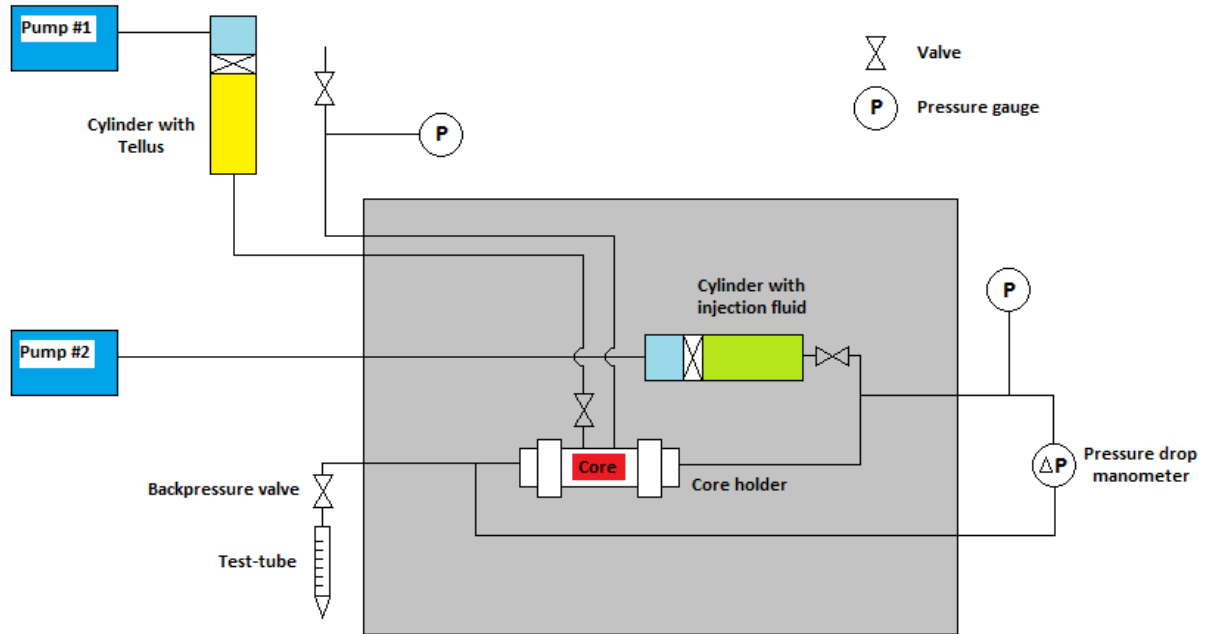 Pump #1
Cylinder with
Tellus
P
Valve
P
Pressure gauge
Cylinder with
injection fluid
P
Pump #2
Core
Core holder
Backpressure valve
Test-tube
ΔP
Pressure drop
manometer